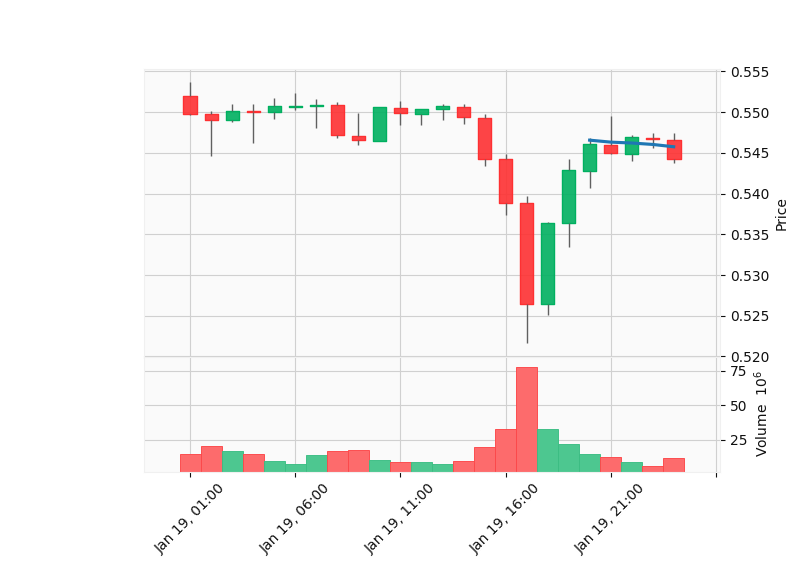 0.555
0.550
0.545
0.540
0.535
0.530
0.525
0.520
Price
75
50
25
Volume 10⁶
Jan 19, 01:00
Jan 19, 06:00
Jan 19, 11:00
Jan 19, 16:00
Jan 19, 21:00